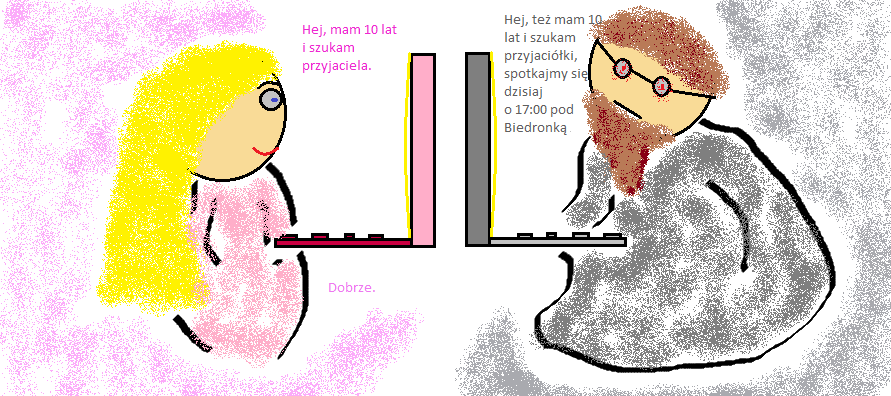 Hej, mam 10 lat
i szukam
przyjaciela.
Hej, też mam 10
lat i szukam
przyjaciółki,
spotkajmy się
dzisiaj
o 17:00 pod
Biedronką
Dobrze.